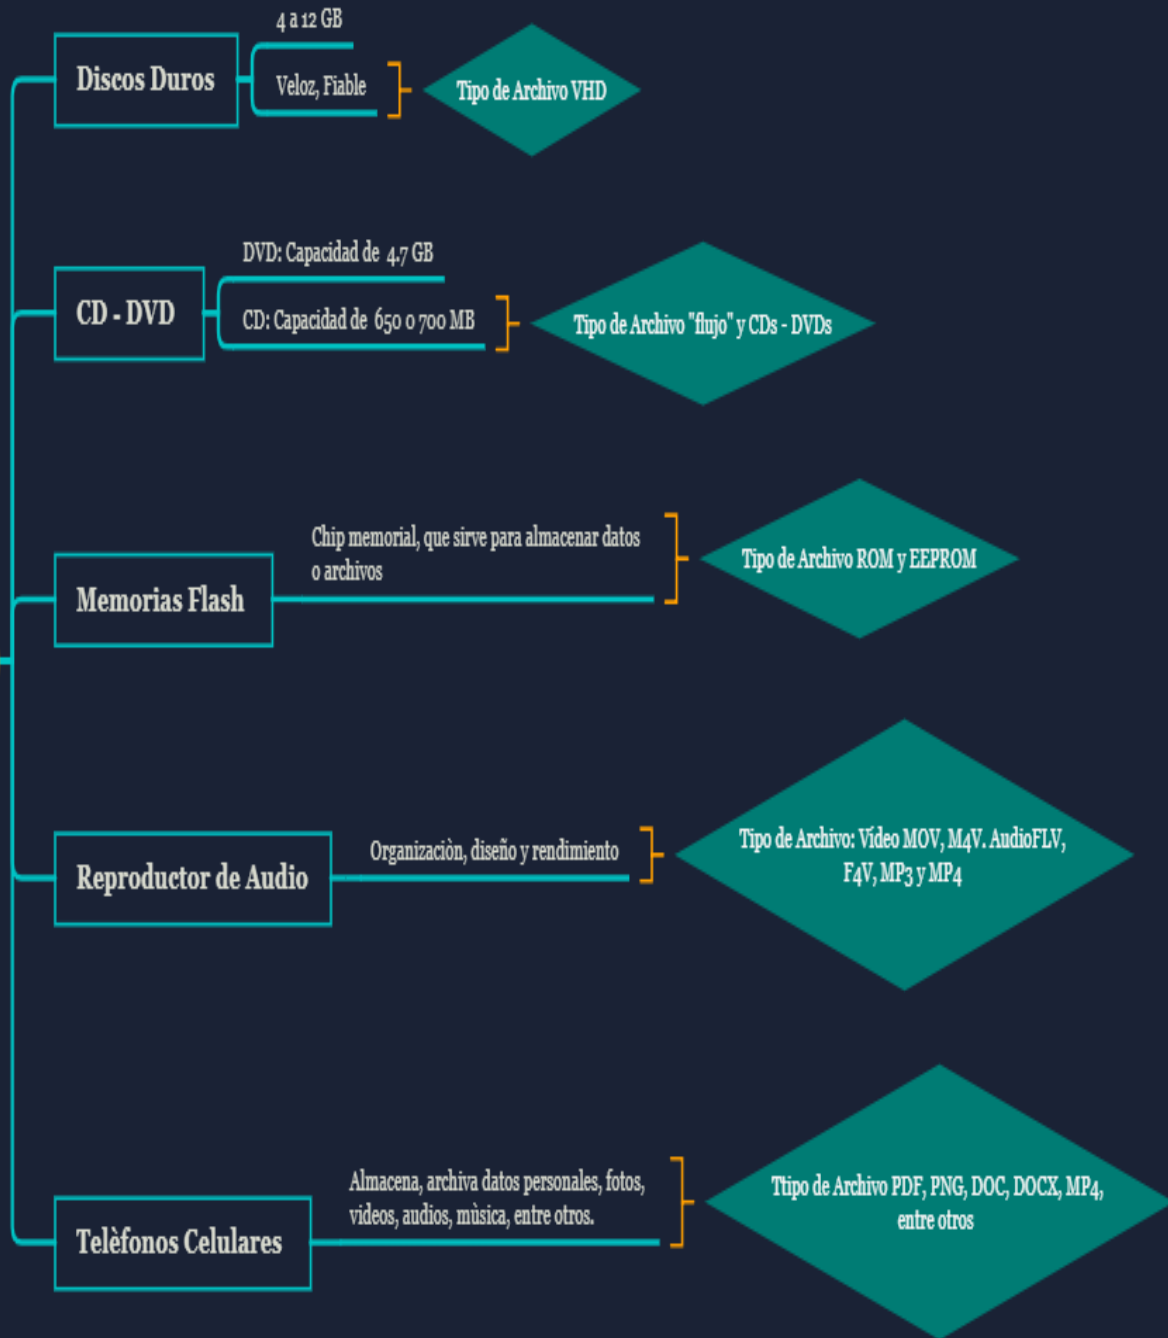 4 a 12 GB
Discos Duros
Veloz, Fiable
Tipo de Archivo VHD
DVD: Capacidad de 4.7 GB
CD - DVD
CD: Capacidad de 650 o 700 MB
Tipo de Archivo "flujo" y CDs - DVDs
Chip memorial, que sirve para almacenar datos
o archivos
Memorias Flash
Tipo de Archivo ROM y EEPROM
Organizaciòn, diseño y rendimiento
Reproductor de Audio
Tipo de Archivo: Vídeo MOV, M4V. AudioFLV,
F4V, MP3 y MP4
Almacena, archiva datos personales, fotos,
videos, audios, mùsica, entre otros.
Telèfonos Celulares
Ttipo de Archivo PDF, PNG, DOC, DOCX, MP4,
entre otros